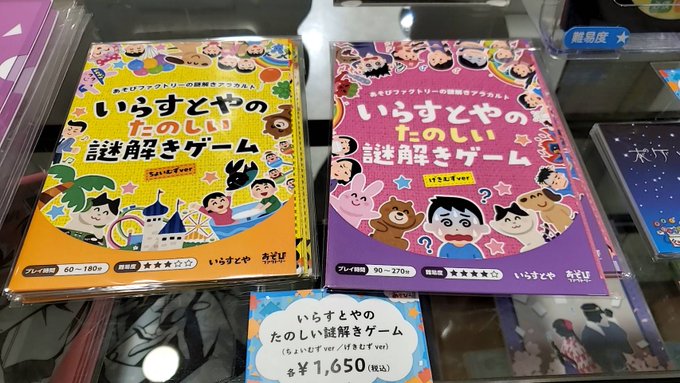 あそびファクトリーの謎解きアラカルト
いらすとやの
たのしい
謎解きゲーム
ちょいむずver
プレイ時間 60〜180分 難易度 ★★★☆☆ いらすとや あそびファクトリー
あそびファクトリーの謎解きアラカルト
いらすとやの
たのしい
謎解きゲーム
げきむずver
プレイ時間 90〜270分 難易度 ★★★★☆ いらすとや あそびファクトリー
難易度 ★
いらすとやの
たのしい謎解きゲーム
(ちょいむずver/げきむずver)
各¥1,650(税込)